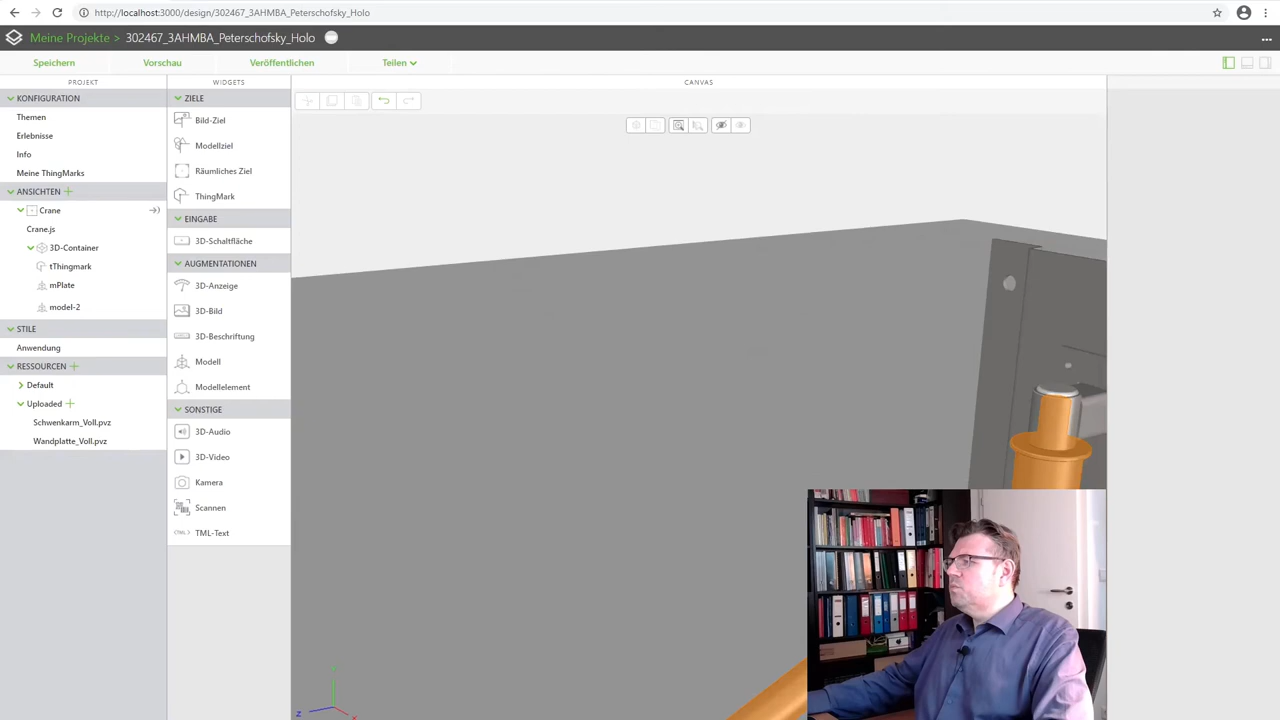 http://localhost:3000/design/302467_3AHMBA_Peterschofsky_Holo
Meine Projekte > 302467_3AHMBA_Peterschofsky_Holo
Speichern
Vorschau
Veröffentlichen
Teilen
PROJEKT
WIDGETS
CANVAS
KONFIGURATION
Themen
Erlebnisse
Info
Meine ThingMarks
ANSICHTEN
Crane
Crane.js
3D-Container
tThingmark
mPlate
model-2
STILE
Anwendung
RESSOURCEN
Default
Uploaded
Schwenkarm_Voll.pvz
Wandplatte_Voll.pvz
ZIELE
Bild-Ziel
Modellziel
Räumliches Ziel
ThingMark
EINGABE
3D-Schaltfläche
AUGMENTATIONEN
3D-Anzeige
3D-Bild
3D-Beschriftung
Modell
Modellelement
SONSTIGE
3D-Audio
3D-Video
Kamera
Scannen
TML-Text
Z
X